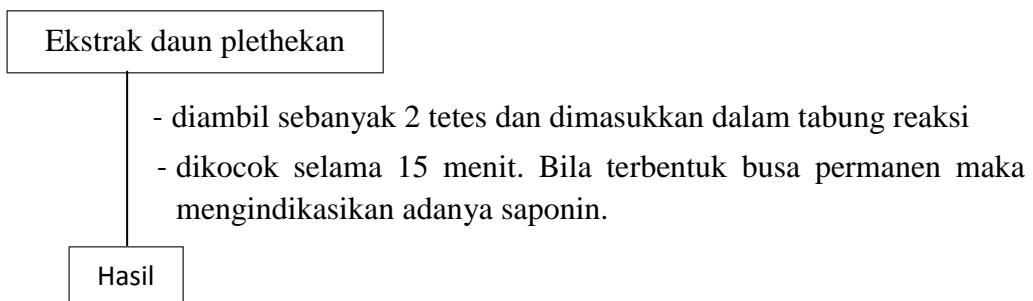 Ekstrak daun plethekan
- diambil sebanyak 2 tetes dan dimasukkan dalam tabung reaksi
- dikocok selama 15 menit. Bila terbentuk busa permanen maka
mengindikasikan adanya saponin.
Hasil